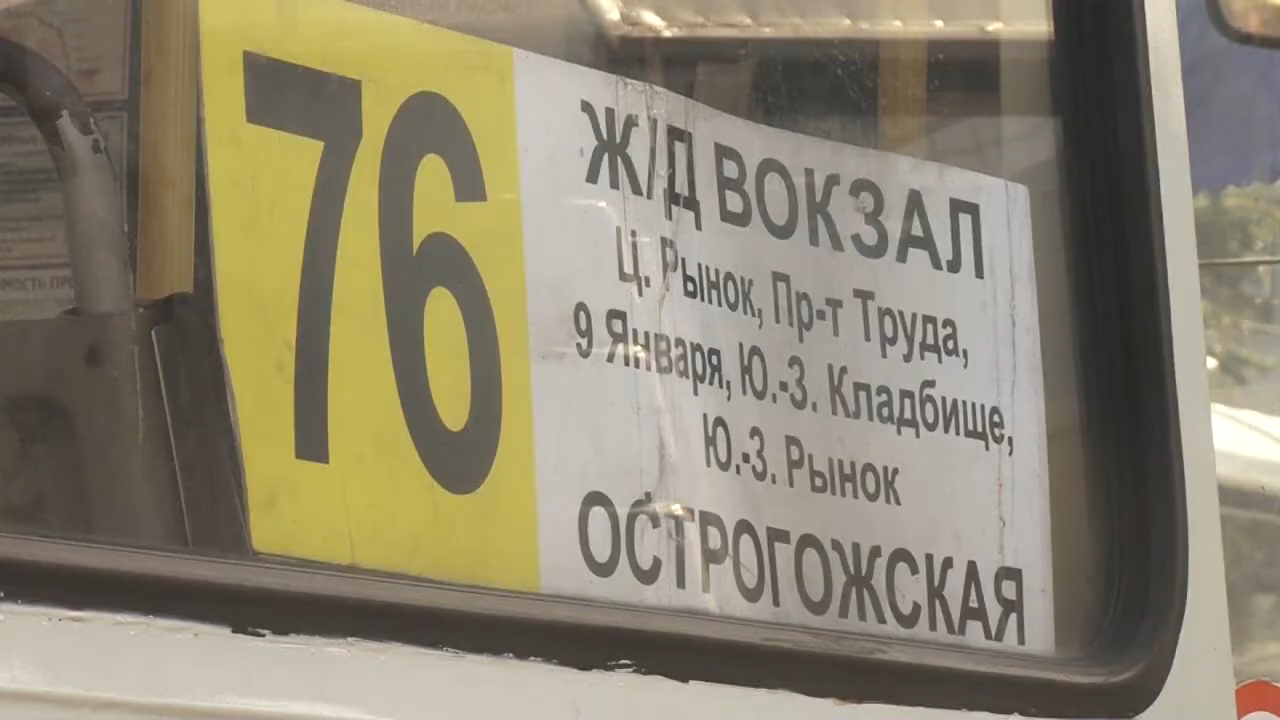 76
Ж/Д ВОКЗАЛ
Ц. Рынок, Пр-т Труда,
9 Января, Ю.-З. Кладбище,
Ю.-З. Рынок
ОСТРОГОЖСКАЯ